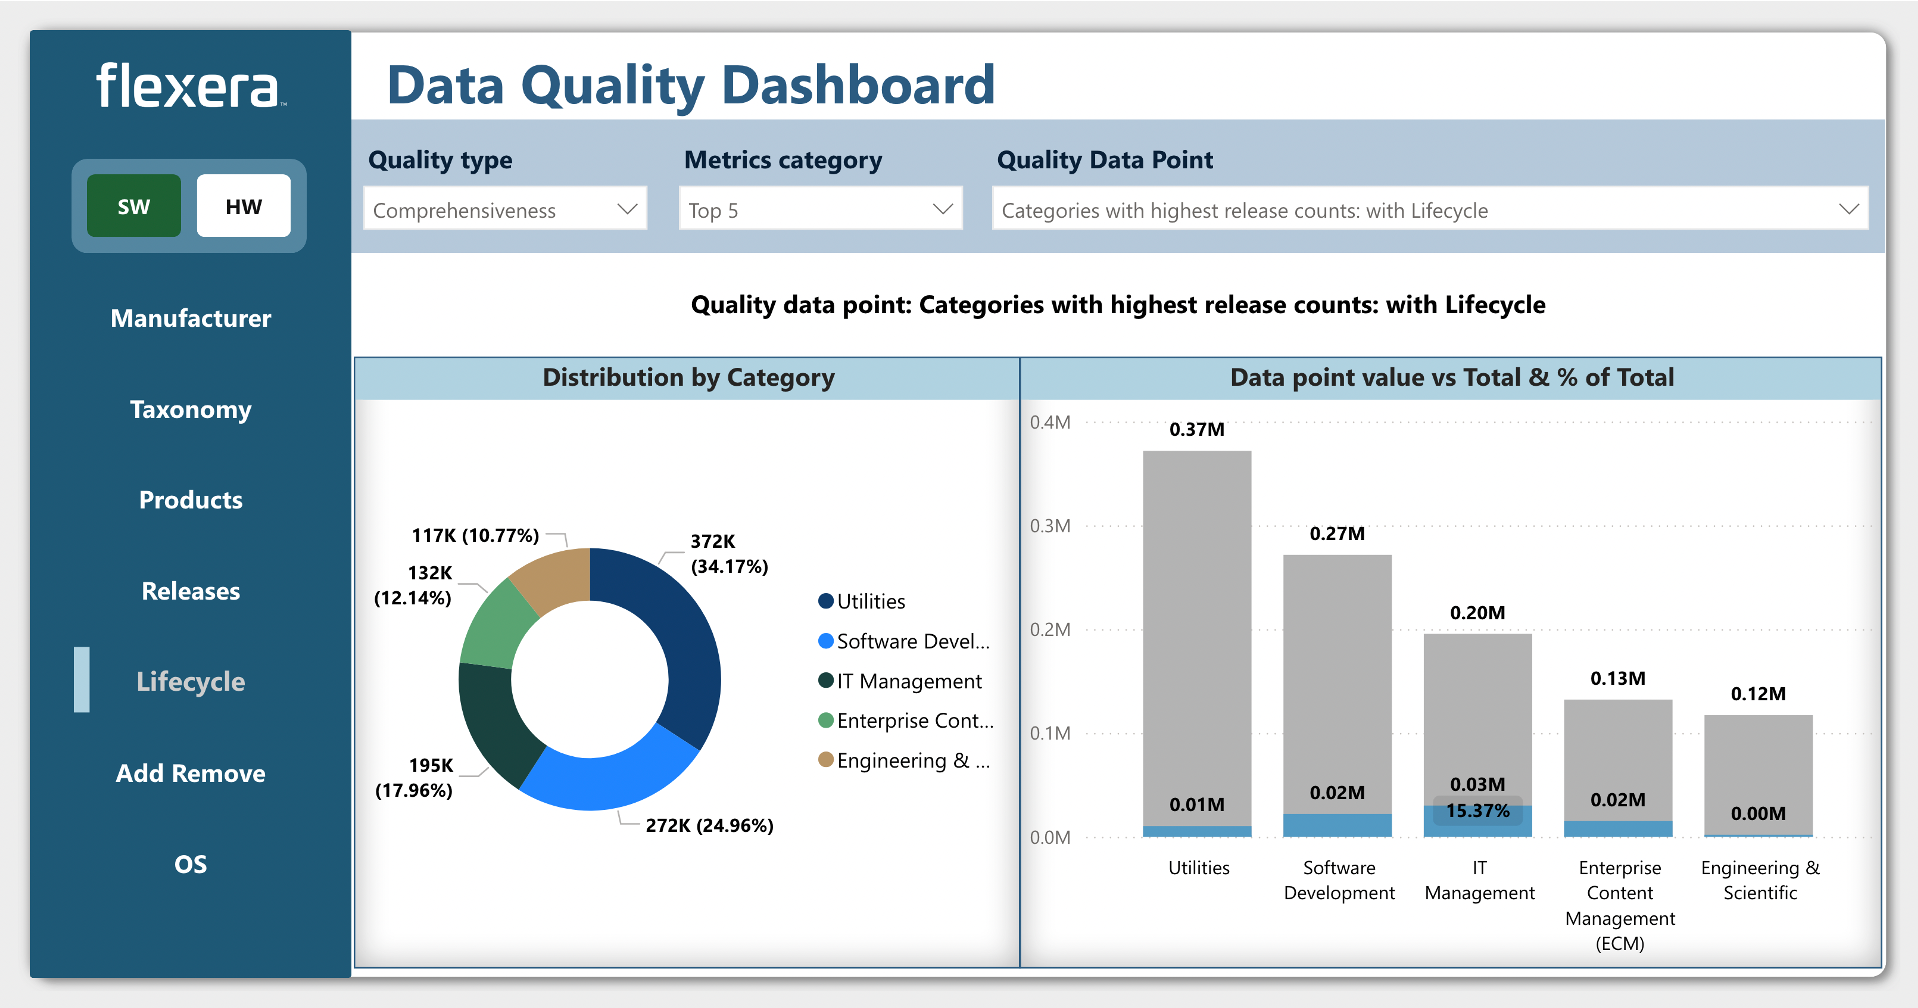 flexera™
Data Quality Dashboard
Quality type
Metrics category
Quality Data Point
Comprehensiveness
Top 5
Categories with highest release counts: with Lifecycle
SW
HW
Manufacturer
Taxonomy
Products
Releases
Lifecycle
Add Remove
OS
Quality data point: Categories with highest release counts: with Lifecycle
Distribution by Category
117K (10.77%)
372K
(34.17%)
132K
(12.14%)
195K
(17.96%)
272K (24.96%)
Utilities
Software Devel...
IT Management
Enterprise Cont...
Engineering & ...
Data point value vs Total & % of Total
0.4M
0.3M
0.2M
0.1M
0.0M
0.37M
0.27M
0.20M
0.13M
0.12M
0.01M
0.02M
0.03M
15.37%
0.02M
0.00M
Utilities
Software
Development
IT
Management
Enterprise
Content
Management
(ECM)
Engineering &
Scientific